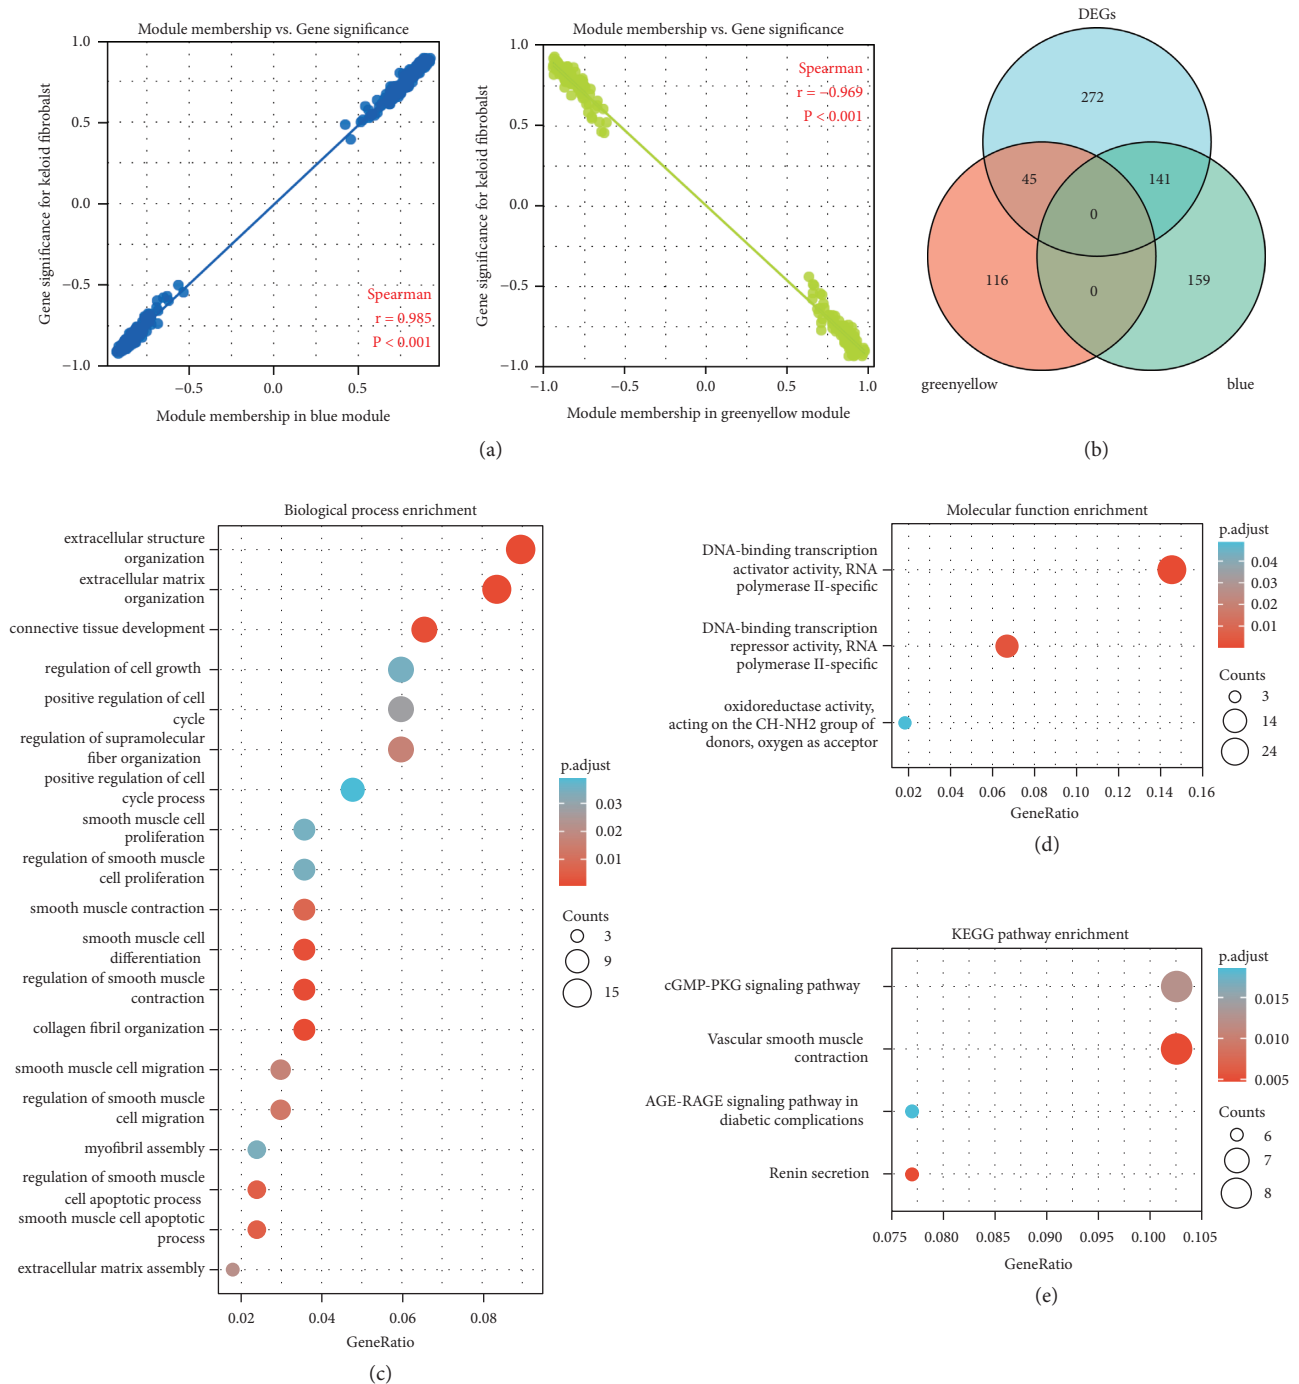 Module membership vs. Gene significance
1.0
0.5
0.0
−0.5
−1.0
Gene significance for keloid fibrobalst
Spearman
r = 0.985
P < 0.001
−0.5
0.0
0.5
Module membership in blue module
Module membership vs. Gene significance
1.0
0.5
0.0
−0.5
−1.0
Gene significance for keloid fibrobalst
Spearman
r = −0.969
P < 0.001
−1.0
−0.5
0.0
0.5
1.0
Module membership in greenyellow module
(a)
DEGs
272
45
141
0
116
0
159
greenyellow
blue
(b)
Biological process enrichment
extracellular structure
organization
extracellular matrix
organization
connective tissue development
regulation of cell growth
positive regulation of cell
cycle
regulation of supramolecular
fiber organization
positive regulation of cell
cycle process
smooth muscle cell
proliferation
regulation of smooth muscle
cell proliferation
smooth muscle contraction
smooth muscle cell
differentiation
regulation of smooth muscle
contraction
collagen fibril organization
smooth muscle cell migration
regulation of smooth muscle
cell migration
myofibril assembly
regulation of smooth muscle
cell apoptotic process
smooth muscle cell apoptotic
process
extracellular matrix assembly
0.02
0.04
0.06
0.08
GeneRatio
p.adjust
0.03
0.02
0.01
Counts
3
9
15
(c)
Molecular function enrichment
DNA-binding transcription
activator activity, RNA
polymerase II-specific
DNA-binding transcription
repressor activity, RNA
polymerase II-specific
oxidoreductase activity,
acting on the CH-NH2 group of
donors, oxygen as acceptor
0.02
0.04
0.06
0.08
0.10
0.12
0.14
0.16
GeneRatio
p.adjust
0.04
0.03
0.02
0.01
Counts
3
14
24
(d)
KEGG pathway enrichment
cGMP-PKG signaling pathway
Vascular smooth muscle
contraction
AGE-RAGE signaling pathway in
diabetic complications
Renin secretion
0.075
0.080
0.085
0.090
0.095
0.100
0.105
GeneRatio
p.adjust
0.015
0.010
0.005
Counts
6
7
8
(e)